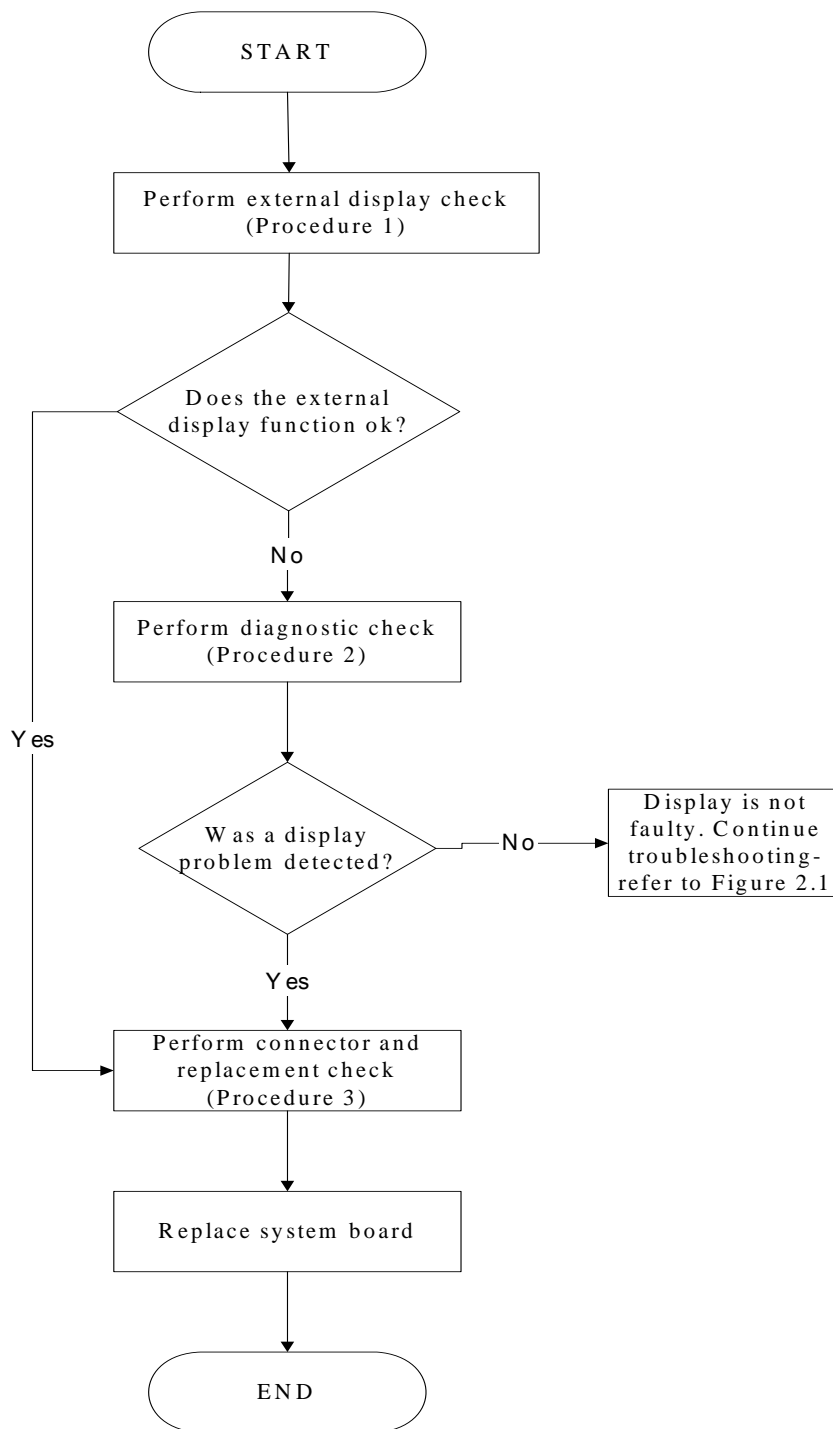 START
Perform external display check
(Procedure 1)
Does the external
display function ok?
No
Perform diagnostic check
(Procedure 2)
Yes
Was a display
problem detected?
No
Display is not
faulty. Continue
troubleshooting-
refer to Figure 2.1
Yes
Perform connector and
replacement check
(Procedure 3)
Replace system board
END